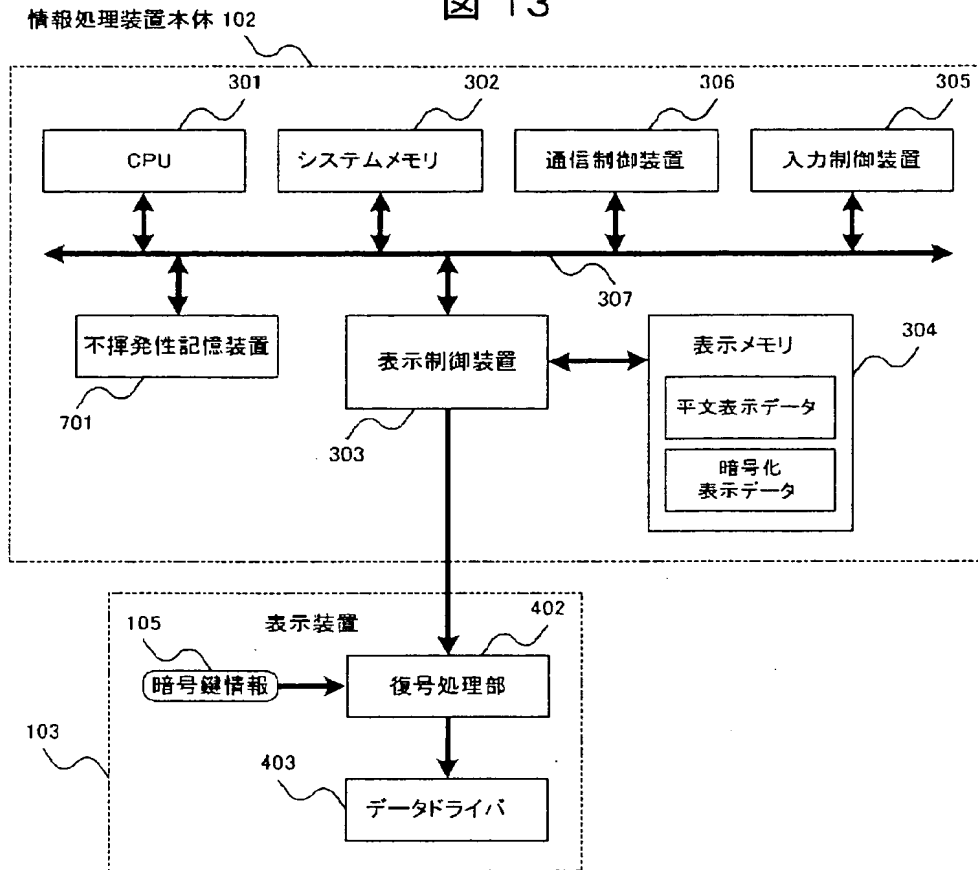 図 13
情報処理装置本体 102
301
302
306
305
CPU
システムメモリ
通信制御装置
入力制御装置
307
不揮発性記憶装置
表示制御装置
表示メモリ
304
平文表示データ
701
303
暗号化
表示データ
105
表示装置
402
暗号鍵情報
復号処理部
103
403
データドライバ